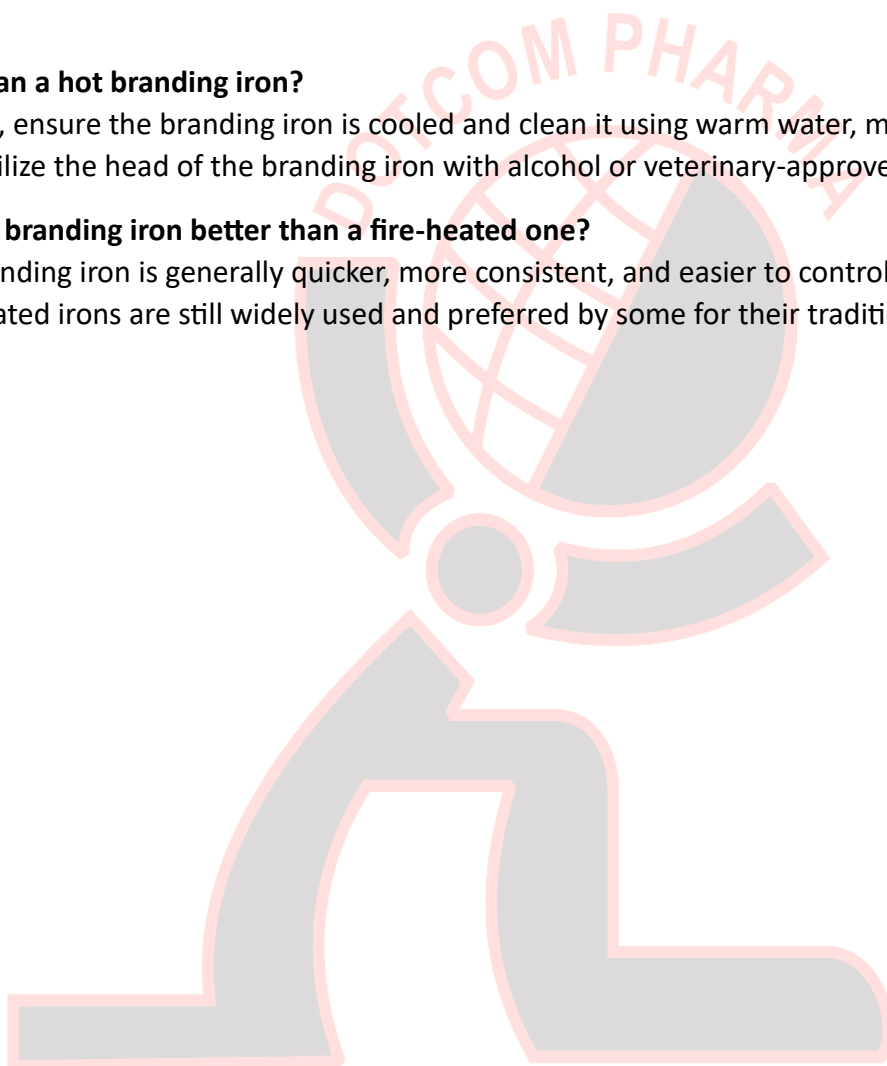 DOTCOM PHARMA
an a hot branding iron?
, ensure the branding iron is cooled and clean it using warm water, m
ilize the head of the branding iron with alcohol or veterinary-approve
branding iron better than a fire-heated one?
nding iron is generally quicker, more consistent, and easier to control
ated irons are still widely used and preferred by some for their traditi